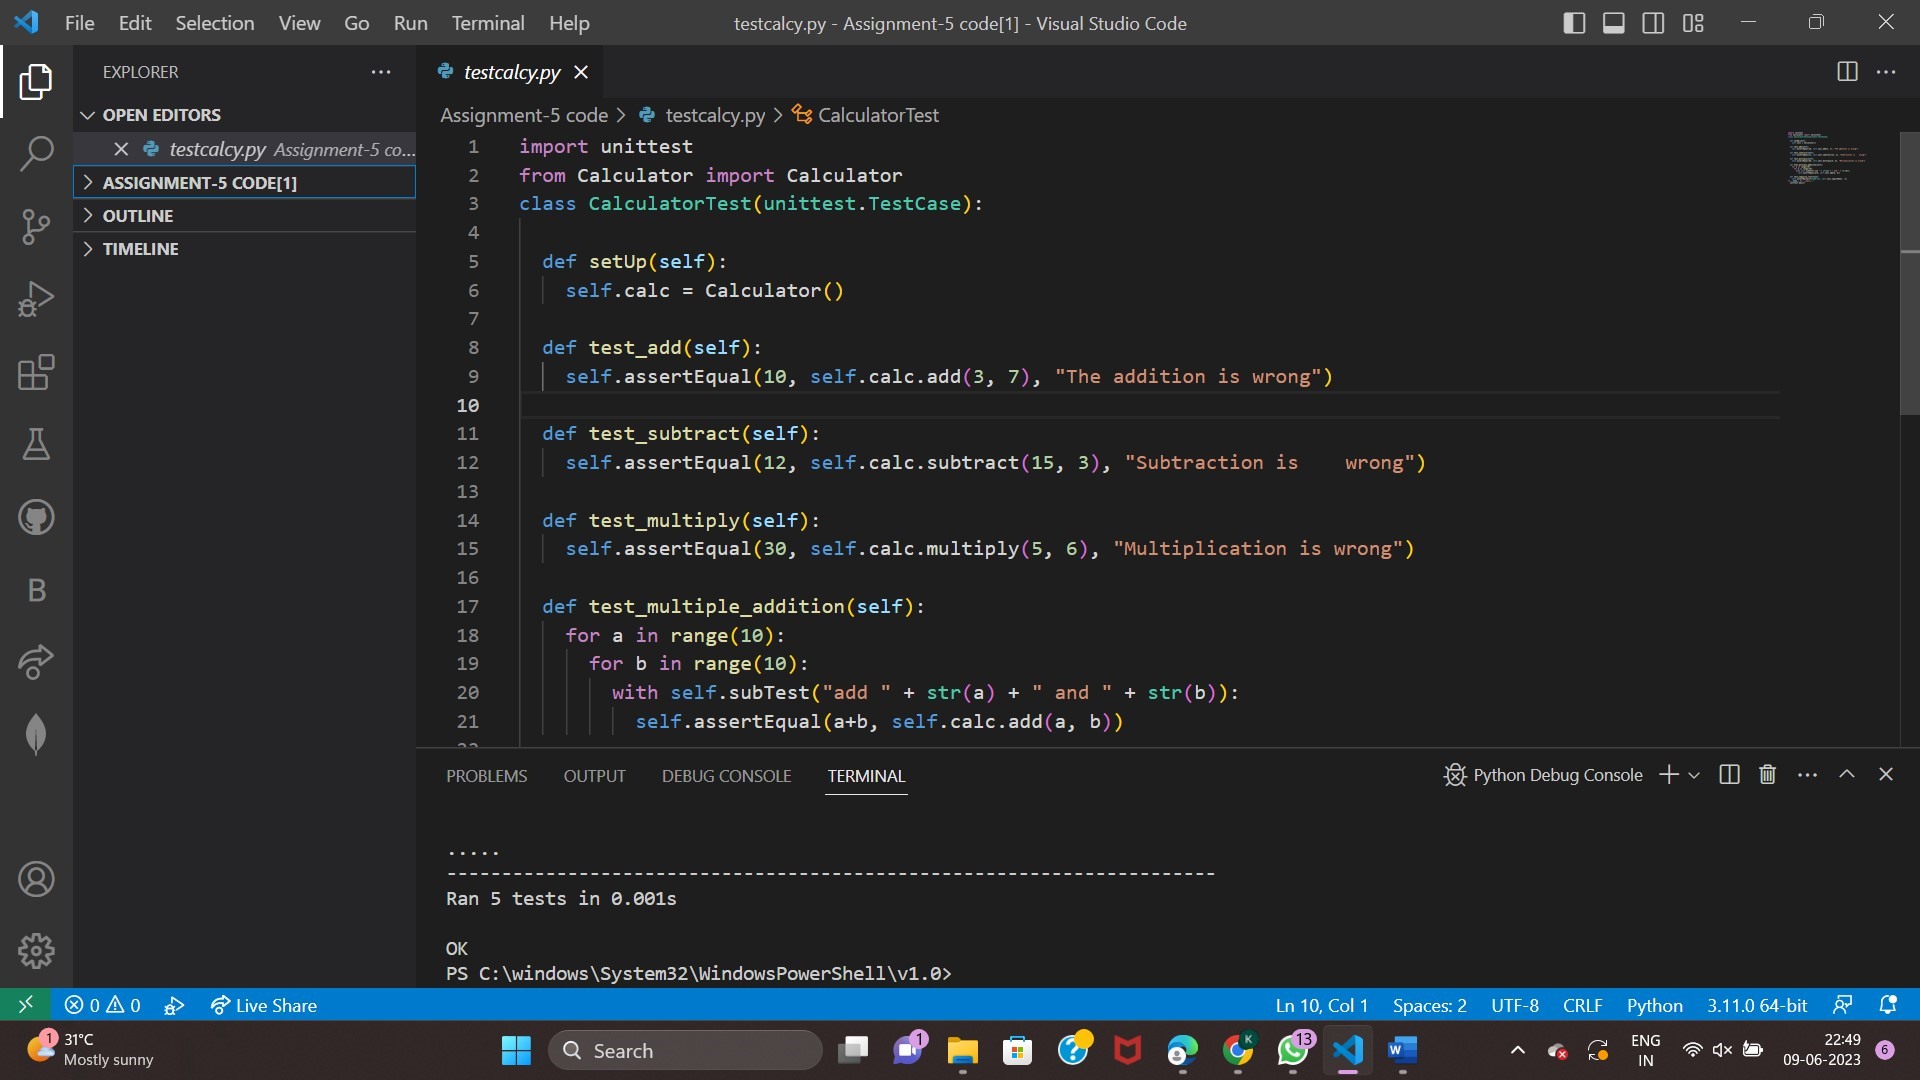 File Edit Selection View Go Run Terminal Help
testcalcy.py - Assignment-5 code[1] - Visual Studio Code
EXPLORER
OPEN EDITORS
testcalcy.py Assignment-5 co...
ASSIGNMENT-5 CODE[1]
OUTLINE
TIMELINE
B
testcalcy.py
Assignment-5 code > testcalcy.py > CalculatorTest
1 import unittest
2 from Calculator import Calculator
3 class CalculatorTest(unittest.TestCase):
4
5 def setUp(self):
6 self.calc = Calculator()
7
8 def test_add(self):
9 self.assertEqual(10, self.calc.add(3, 7), "The addition is wrong")
10
11 def test_subtract(self):
12 self.assertEqual(12, self.calc.subtract(15, 3), "Subtraction is    wrong")
13
14 def test_multiply(self):
15 self.assertEqual(30, self.calc.multiply(5, 6), "Multiplication is wrong")
16
17 def test_multiple_addition(self):
18 for a in range(10):
19 for b in range(10):
20 with self.subTest("add " + str(a) + " and " + str(b)):
21 self.assertEqual(a+b, self.calc.add(a, b))
PROBLEMS OUTPUT DEBUG CONSOLE TERMINAL
Python Debug Console
.....
----------------------------------------------------------------------
Ran 5 tests in 0.001s
OK
PS C:\windows\System32\WindowsPowerShell\v1.0>
0 0 Live Share
Ln 10, Col 1 Spaces: 2 UTF-8 CRLF Python 3.11.0 64-bit
1
31°C
Mostly sunny
Search
1
K
13
W
ENG
IN
22:49
09-06-2023
6